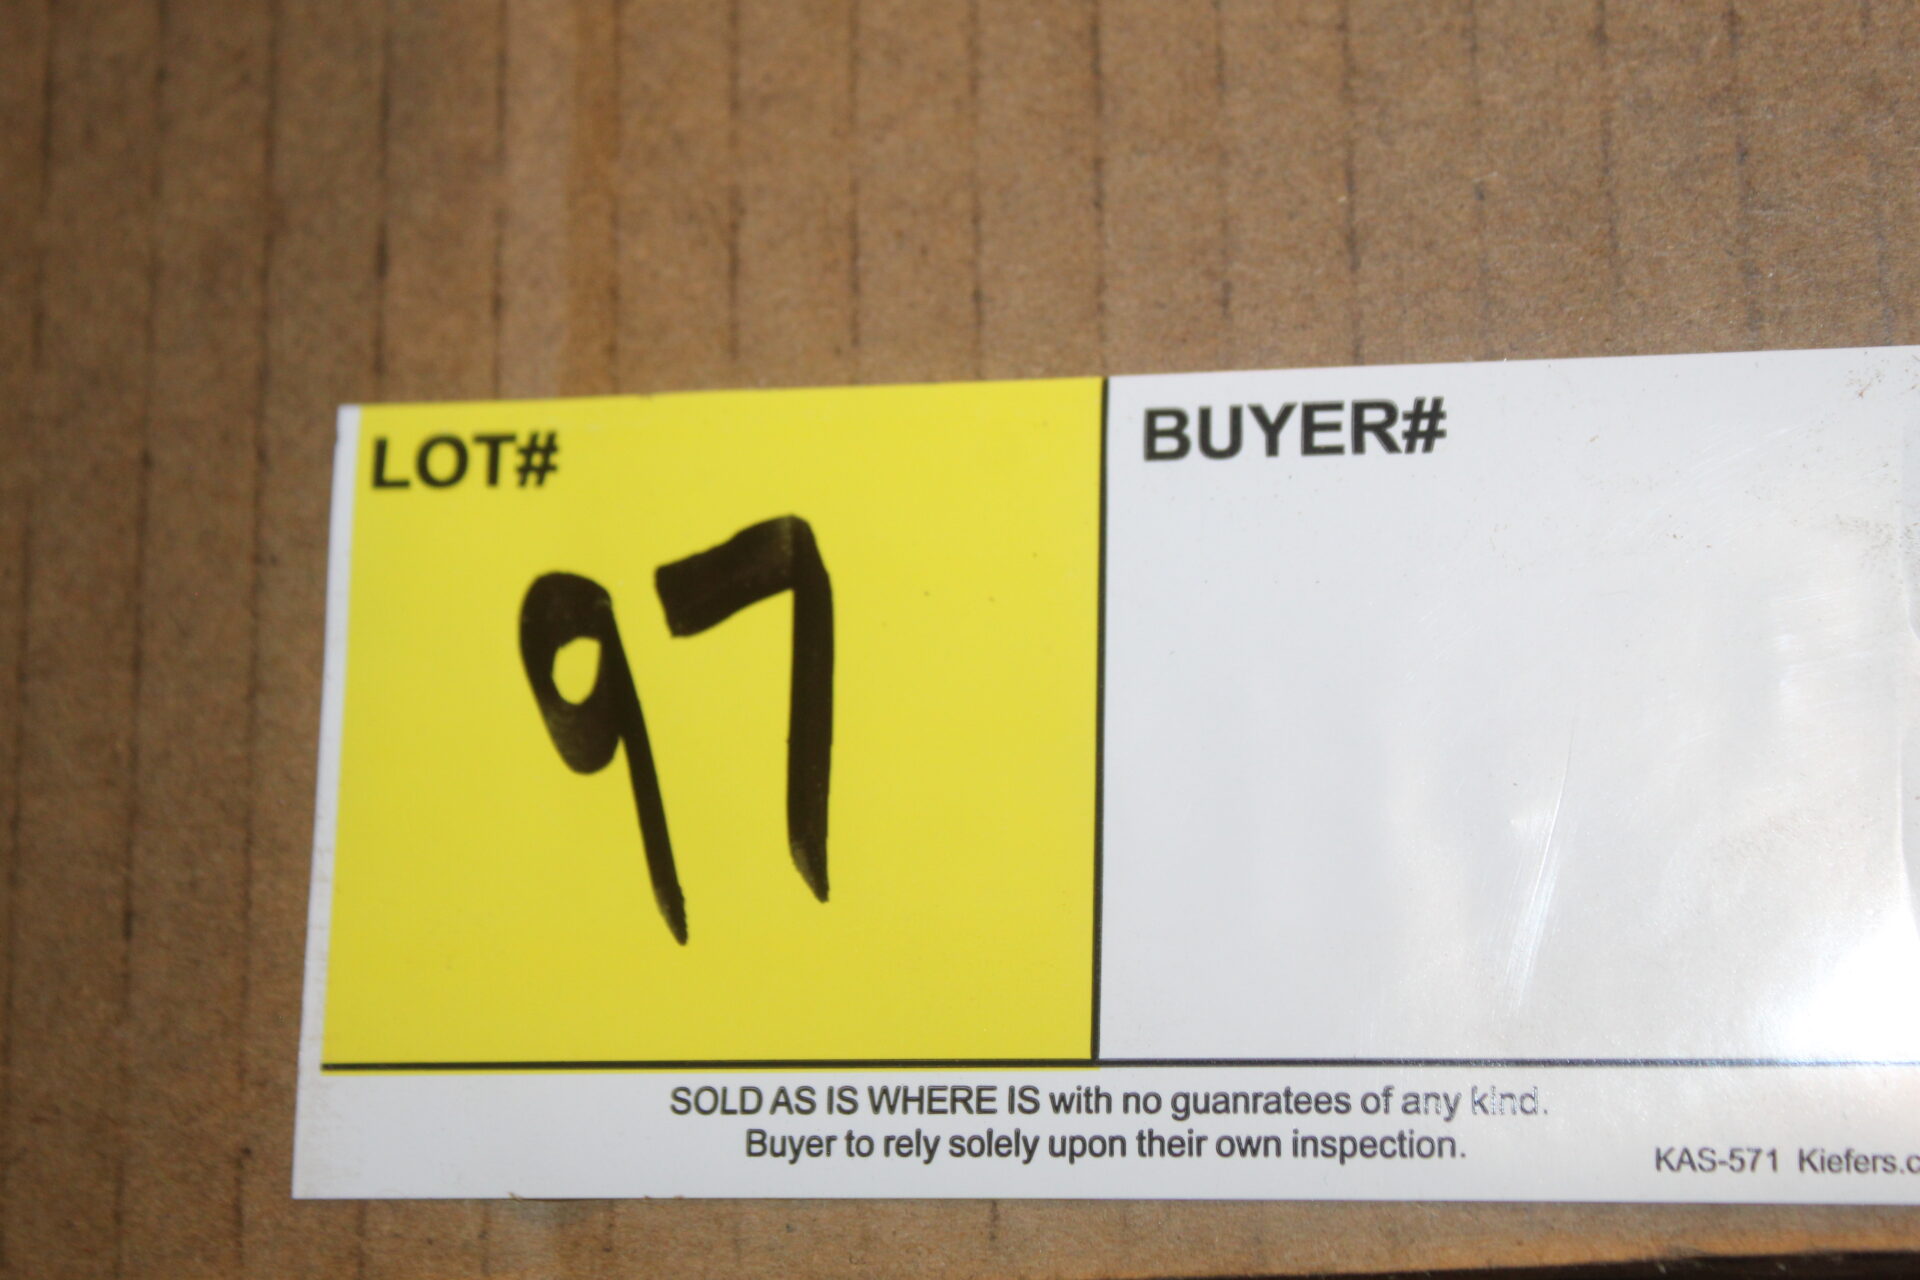 LOT#
BUYER#
97
SOLD AS IS WHERE IS with no guanratees of any kind.
Buyer to rely solely upon their own inspection.
KAS-571 Kiefers.c